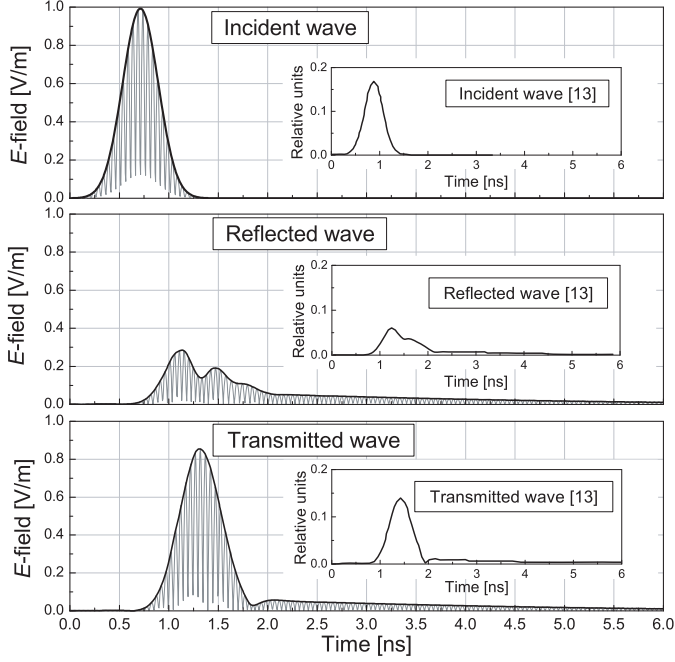 1.0
0.8
0.6
0.4
0.2
0.0
E-field [V/m]
Incident wave
0.2
0.1
0.0
Relative units
Incident wave [13]
0 1 2 3 4 5 6
Time [ns]
1.0
0.8
0.6
0.4
0.2
0.0
E-field [V/m]
Reflected wave
0.2
0.1
0.0
Relative units
Reflected wave [13]
0 1 2 3 4 5 6
Time [ns]
1.0
0.8
0.6
0.4
0.2
0.0
E-field [V/m]
Transmitted wave
0.2
0.1
0.0
Relative units
Transmitted wave [13]
0 1 2 3 4 5 6
Time [ns]
0.0 0.5 1.0 1.5 2.0 2.5 3.0 3.5 4.0 4.5 5.0 5.5 6.0
Time [ns]